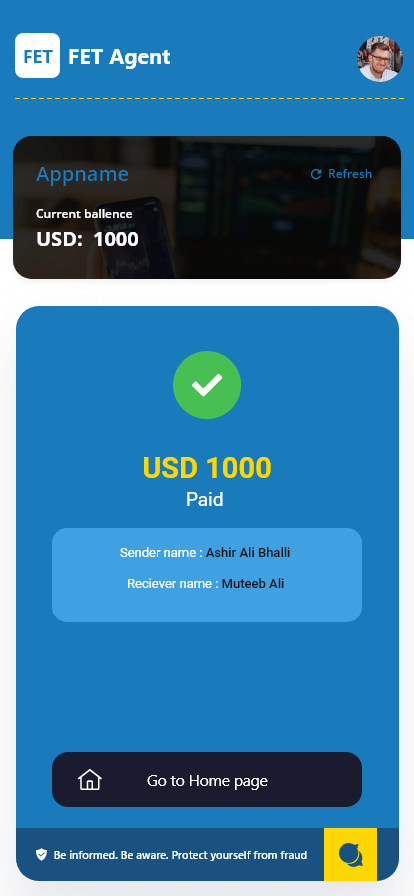 FET FET Agent
Appname
Refresh
Current ballence
USD: 1000
USD 1000
Paid
Sender name : Ashir Ali Bhalli
Reciever name : Muteeb Ali
Go to Home page
Be informed. Be aware. Protect yourself from fraud